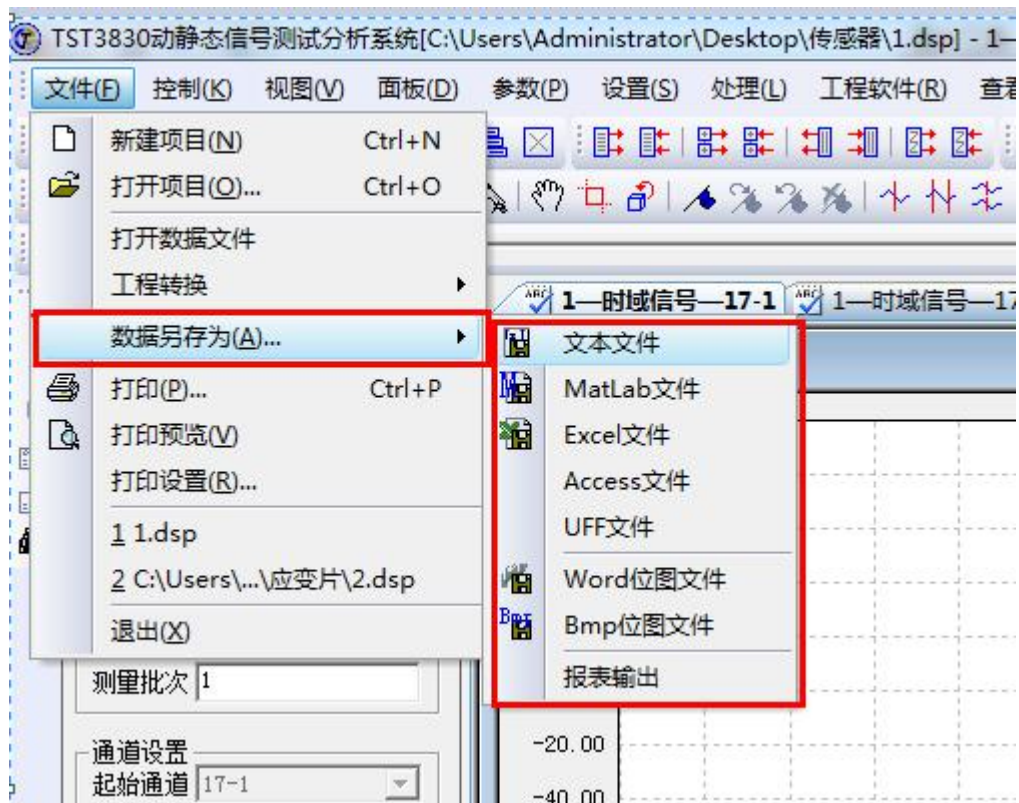 TST3830动静态信号测试分析系统[C:\Users\Administrator\Desktop\传感器\1.dsp] - 1—
文件(F) 控制(K) 视图(V) 面板(D) 参数(P) 设置(S) 处理(L) 工程软件(R) 查看
新建项目(N) Ctrl+N
打开项目(O)... Ctrl+O
打开数据文件
工程转换
数据另存为(A)...
打印(P)... Ctrl+P
打印预览(V)
打印设置(R)...
1 1.dsp
2 C:\Users\...\应变片\2.dsp
退出(X)
1—时域信号—17-1 1—时域信号—17
文本文件
MatLab文件
Excel文件
Access文件
UFF文件
Word位图文件
Bmp位图文件
报表输出
测量批次 1
通道设置
起始通道 17-1
-20.00
-40.00